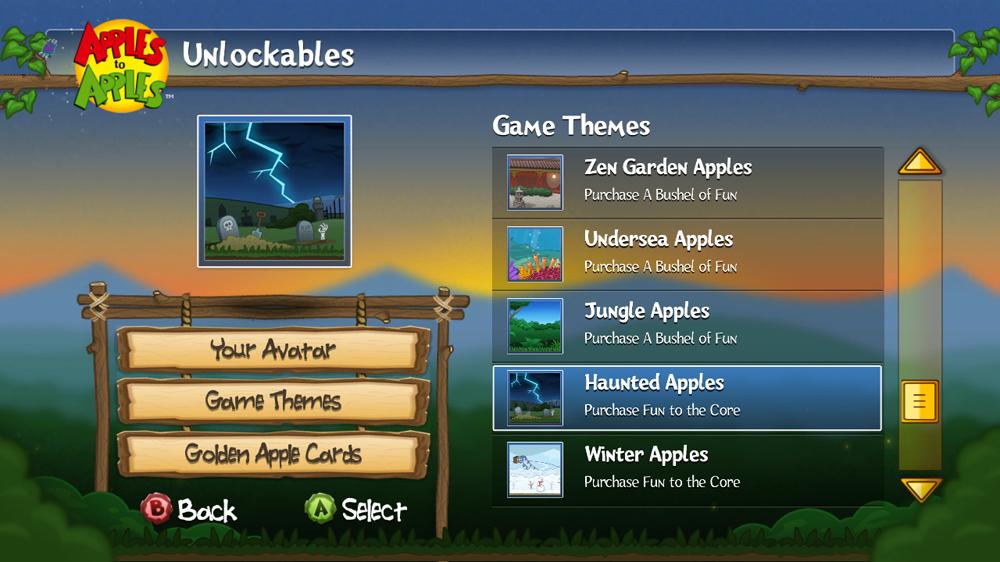 APPLES
to
APPLES™
Unlockables
Game Themes
Zen Garden Apples
Purchase A Bushel of Fun
Undersea Apples
Purchase A Bushel of Fun
Jungle Apples
Purchase A Bushel of Fun
Haunted Apples
Purchase Fun to the Core
Winter Apples
Purchase Fun to the Core
Your Avatar
Game Themes
Golden Apple Cards
B Back
A Select